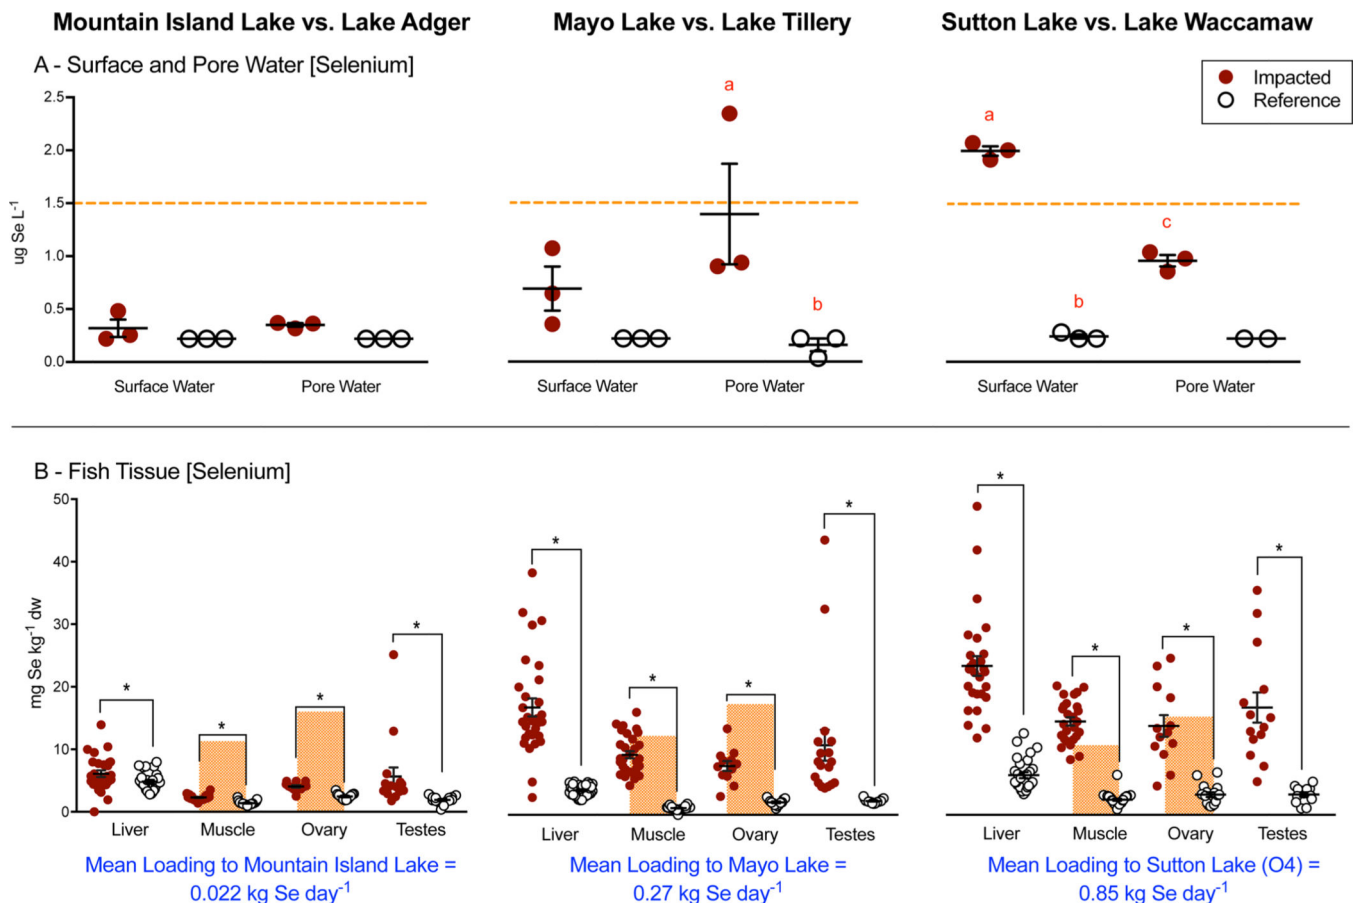 Mountain Island Lake vs. Lake Adger
Mayo Lake vs. Lake Tillery
Sutton Lake vs. Lake Waccamaw
A - Surface and Pore Water [Selenium]
Impacted
Reference
ug Se L⁻¹
2.5
2.0
1.5
1.0
0.5
0.0
a
b
a
b
c
Surface Water
Pore Water
Surface Water
Pore Water
Surface Water
Pore Water
B - Fish Tissue [Selenium]
mg Se kg⁻¹ dw
50
40
30
20
10
0
*
*
*
*
*
*
*
*
*
*
*
*
Liver
Muscle
Ovary
Testes
Liver
Muscle
Ovary
Testes
Liver
Muscle
Ovary
Testes
Mean Loading to Mountain Island Lake =
0.022 kg Se day⁻¹
Mean Loading to Mayo Lake =
0.27 kg Se day⁻¹
Mean Loading to Sutton Lake (O4) =
0.85 kg Se day⁻¹